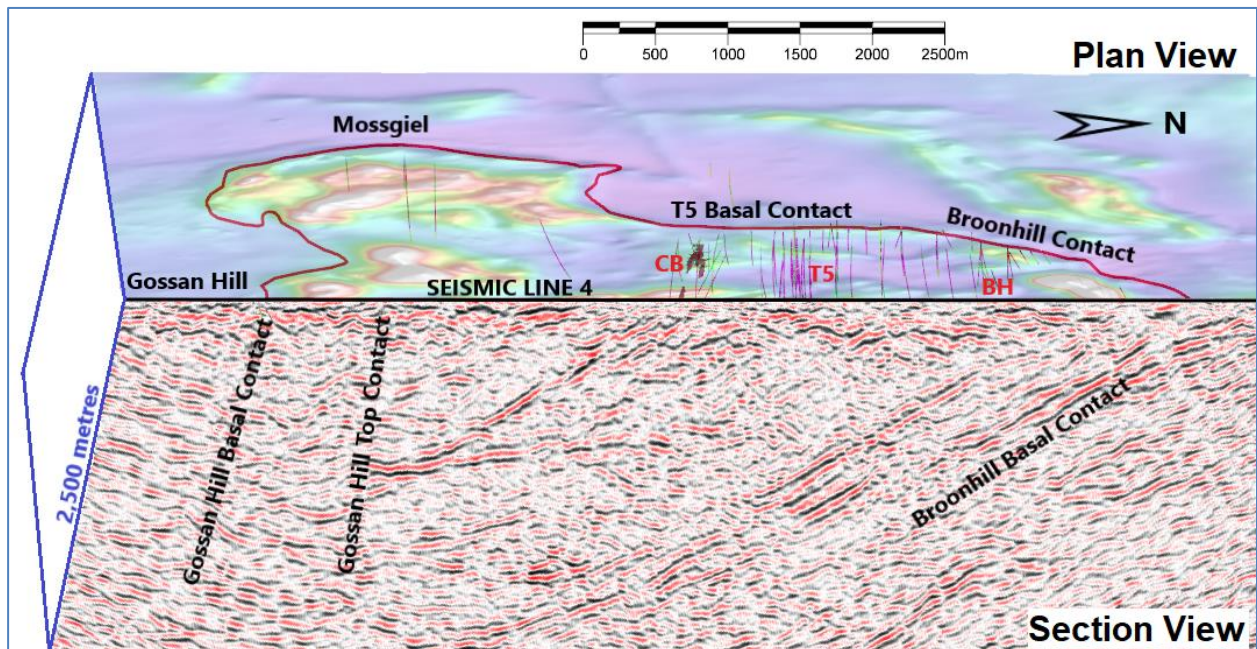 0 500 1000 1500 2000 2500m
Plan View
N
Mossgiel
T5 Basal Contact
Broonhill Contact
CB
T5
BH
Gossan Hill
SEISMIC LINE 4
2,500 metres
Gossan Hill Basal Contact
Gossan Hill Top Contact
Broonhill Basal Contact
Section View